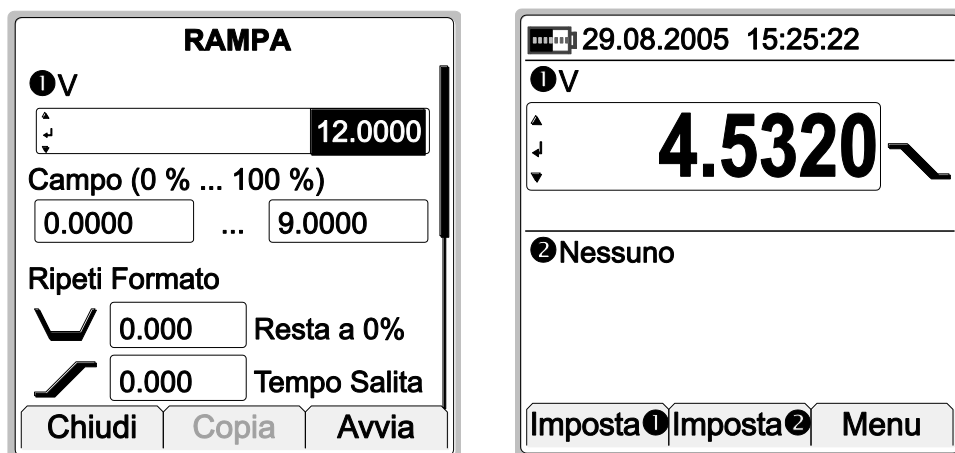 RAMPA
❶V
12.0000
Campo (0 % ... 100 %)
0.0000 ... 9.0000
Ripeti Formato
0.000 Resta a 0%
0.000 Tempo Salita
Chiudi Copia Avvia
29.08.2005 15:25:22
❶V
4.5320
❷Nessuno
Imposta❶ Imposta❷ Menu